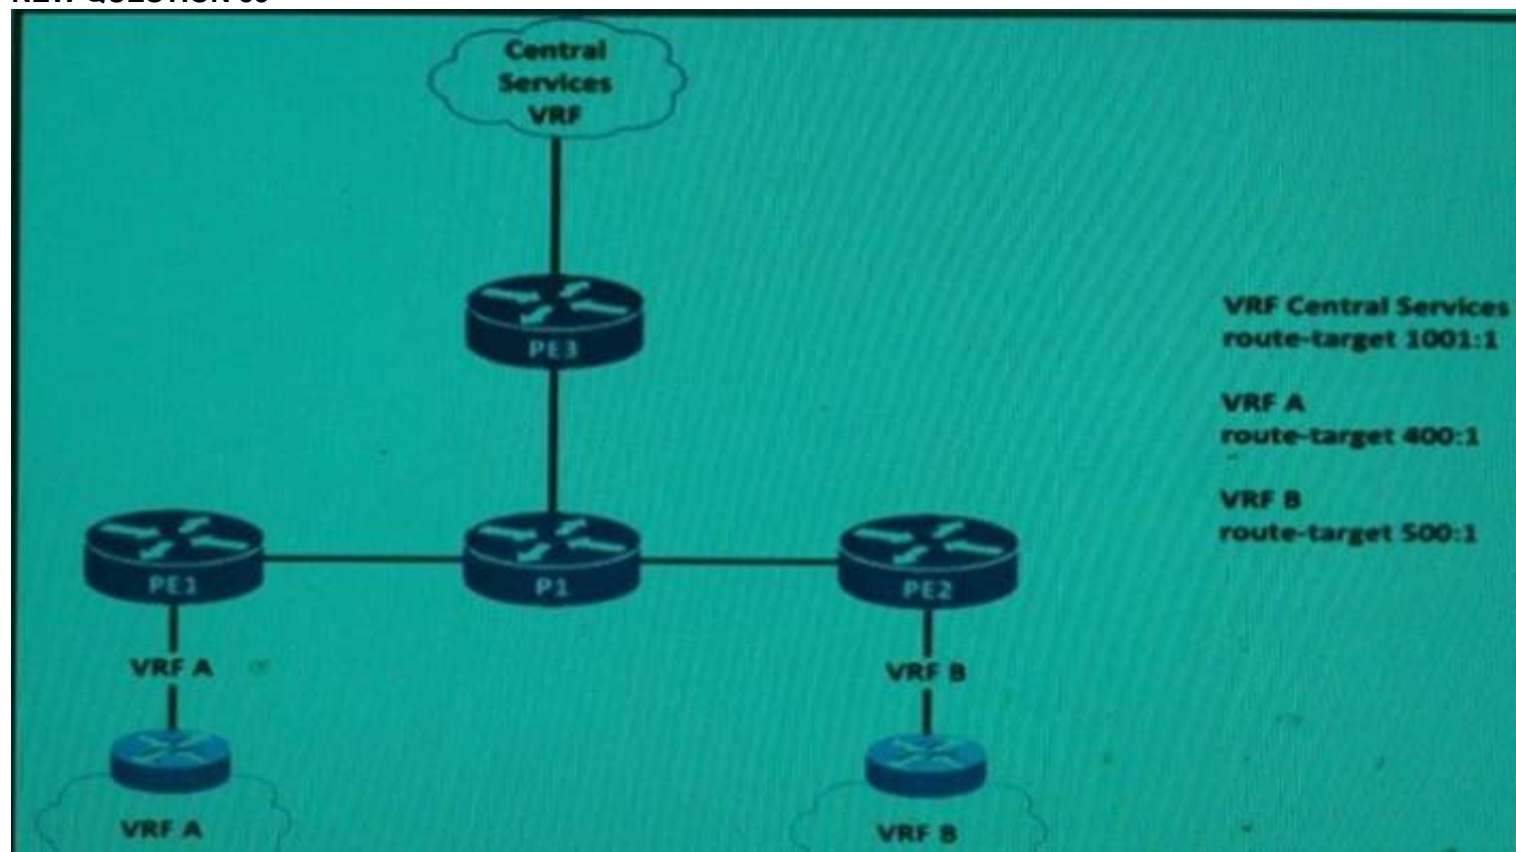 Central
Services
VRF
PE3
VRF Central Services
route-target 1001:1
VRF A
route-target 400:1
VRF B
route-target 500:1
PE1
P1
PE2
VRF A
VRF B
VRF A
VRF B